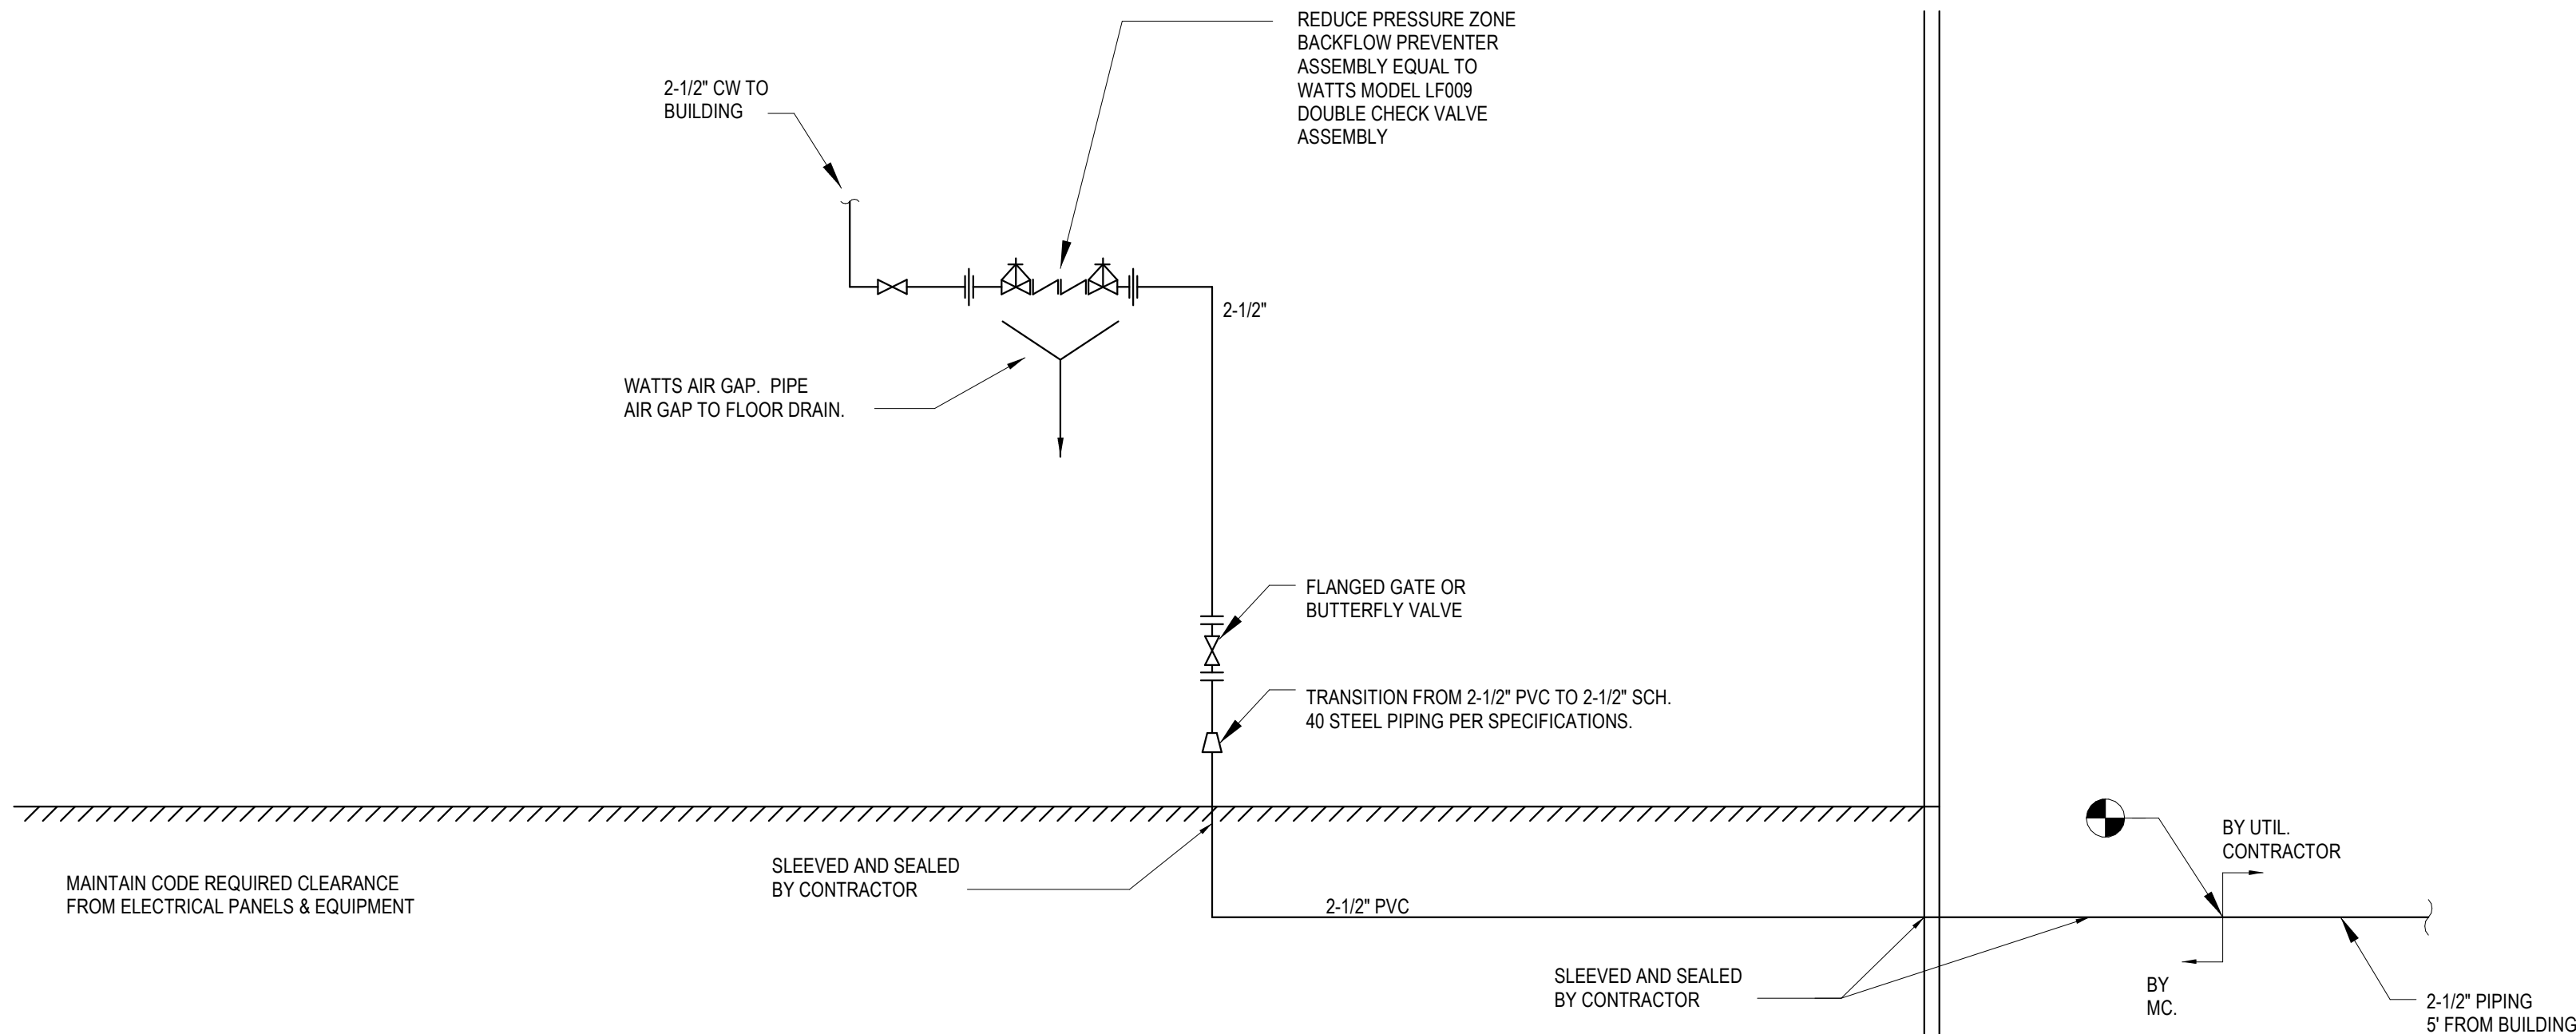 REDUCE PRESSURE ZONE
BACKFLOW PREVENTER
ASSEMBLY EQUAL TO
WATTS MODEL LF009
DOUBLE CHECK VALVE
ASSEMBLY
2-1/2" CW TO
BUILDING
2-1/2"
WATTS AIR GAP. PIPE
AIR GAP TO FLOOR DRAIN.
FLANGED GATE OR
BUTTERFLY VALVE
TRANSITION FROM 2-1/2" PVC TO 2-1/2" SCH.
40 STEEL PIPING PER SPECIFICATIONS.
BY UTIL.
CONTRACTOR
SLEEVED AND SEALED
BY CONTRACTOR
MAINTAIN CODE REQUIRED CLEARANCE
FROM ELECTRICAL PANELS & EQUIPMENT
2-1/2" PVC
SLEEVED AND SEALED
BY CONTRACTOR
BY
MC.
2-1/2" PIPING
5' FROM BUILDING